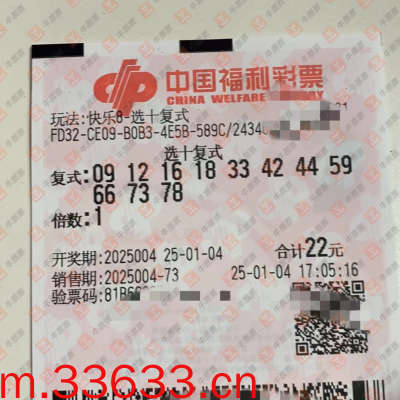 中国福利彩票
CHINA WELFARE
玩法:快乐8-选十复式
FD32-CE09-B0B3-4E5B-589C/2434
选十复式
复式:09 12 16 18 33 42 44 59
66 73 78
倍数:1
开奖期:2025004 25-01-04 合计22元
销售期:2025004-73 25-01-04 17:05:16
验票码:81B6
m.33633.cn